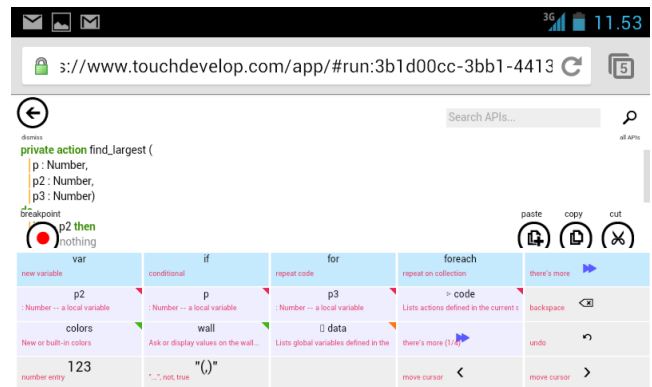 3G 11.53
s://www.touchdevelop.com/app/#run:3b1d00cc-3bb1-4413
5
Search APIs...
dismiss
all APIs
private action find_largest (
p : Number,
p2 : Number,
p3 : Number)
breakpoint
paste copy cut
p2 then
nothing
var if for foreach
new variable conditional repeat code repeat on collection there's more
p2 p p3 ▹ code
: Number -- a local variable : Number -- a local variable : Number -- a local variable Lists actions defined in the current s backspace
colors wall ▯ data
New or built-in colors Ask or display values on the wall... Lists global variables defined in the there's more (1/4) undo
123 "(,)"
number entry "...", not, true move cursor < move cursor >